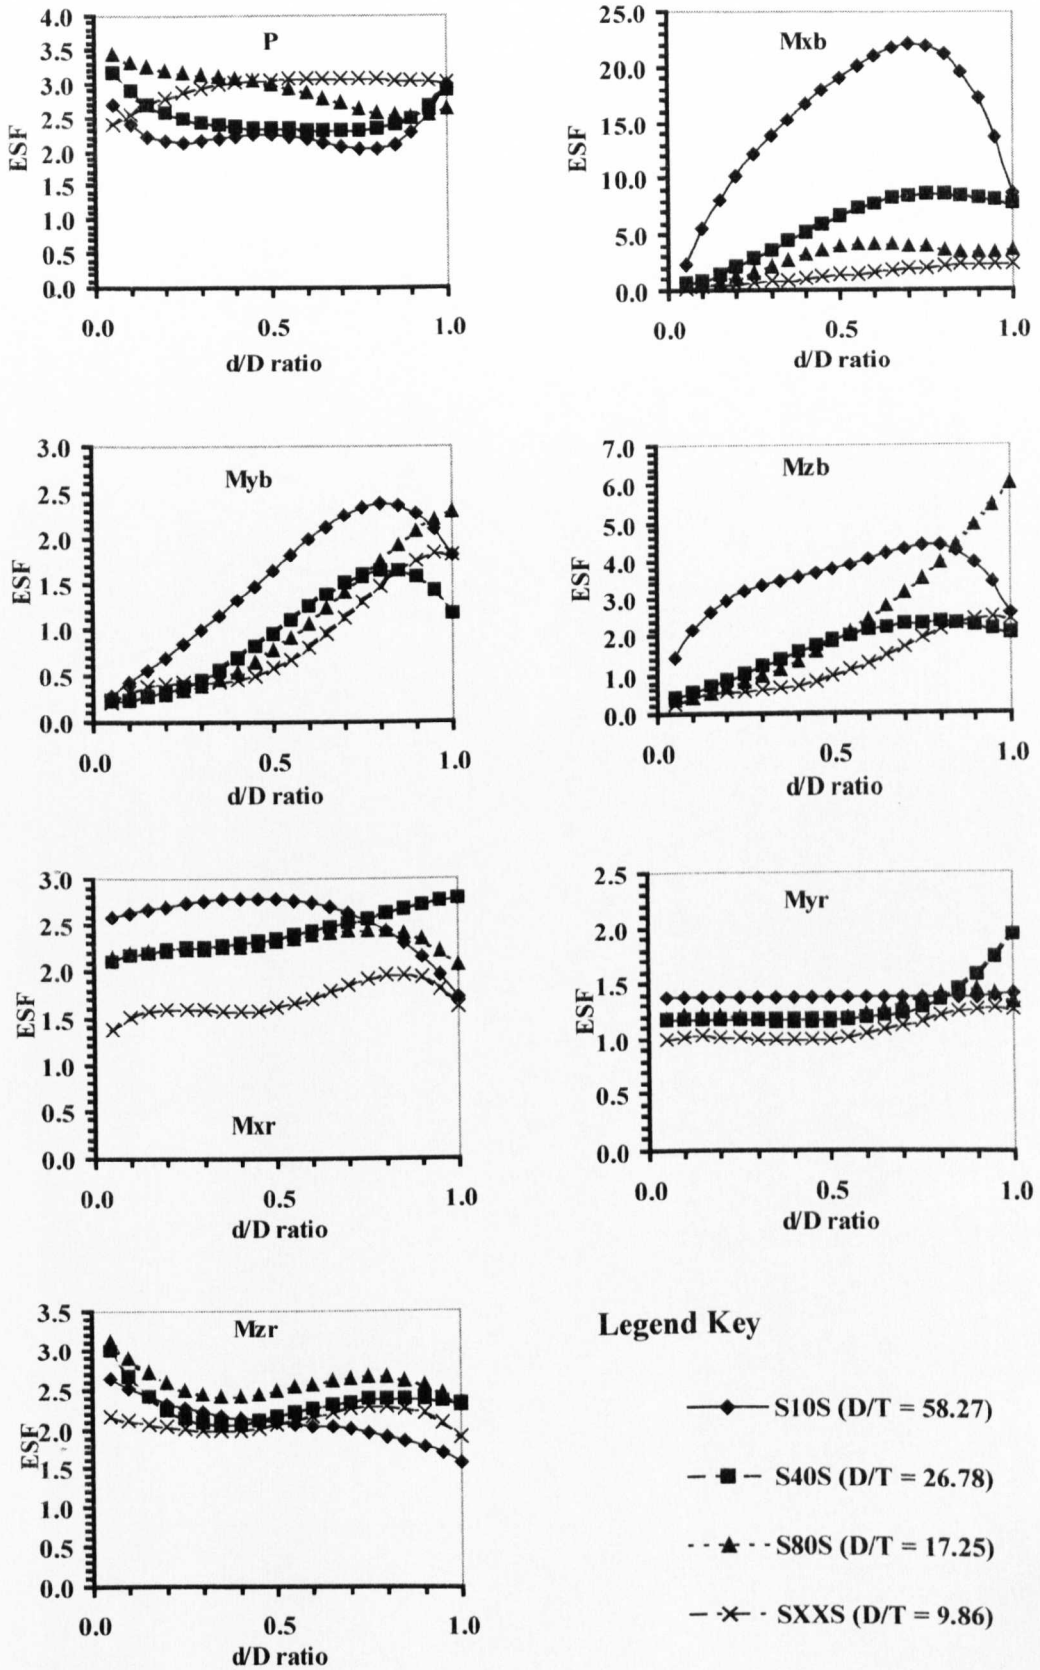 P
ESF
4.0
3.5
3.0
2.5
2.0
1.5
1.0
0.5
0.0
0.0 0.5 1.0
d/D ratio
Mxb
ESF
25.0
20.0
15.0
10.0
5.0
0.0
0.0 0.5 1.0
d/D ratio
Myb
ESF
3.0
2.5
2.0
1.5
1.0
0.5
0.0
0.0 0.5 1.0
d/D ratio
Mzb
ESF
7.0
6.0
5.0
4.0
3.0
2.0
1.0
0.0
0.0 0.5 1.0
d/D ratio
Mxr
ESF
3.0
2.5
2.0
1.5
1.0
0.5
0.0
0.0 0.5 1.0
d/D ratio
Myr
ESF
2.5
2.0
1.5
1.0
0.5
0.0
0.0 0.5 1.0
d/D ratio
Mzr
ESF
3.5
3.0
2.5
2.0
1.5
1.0
0.5
0.0
0.0 0.5 1.0
d/D ratio
Legend Key
S10S (D/T = 58.27)
S40S (D/T = 26.78)
S80S (D/T = 17.25)
SXXS (D/T = 9.86)